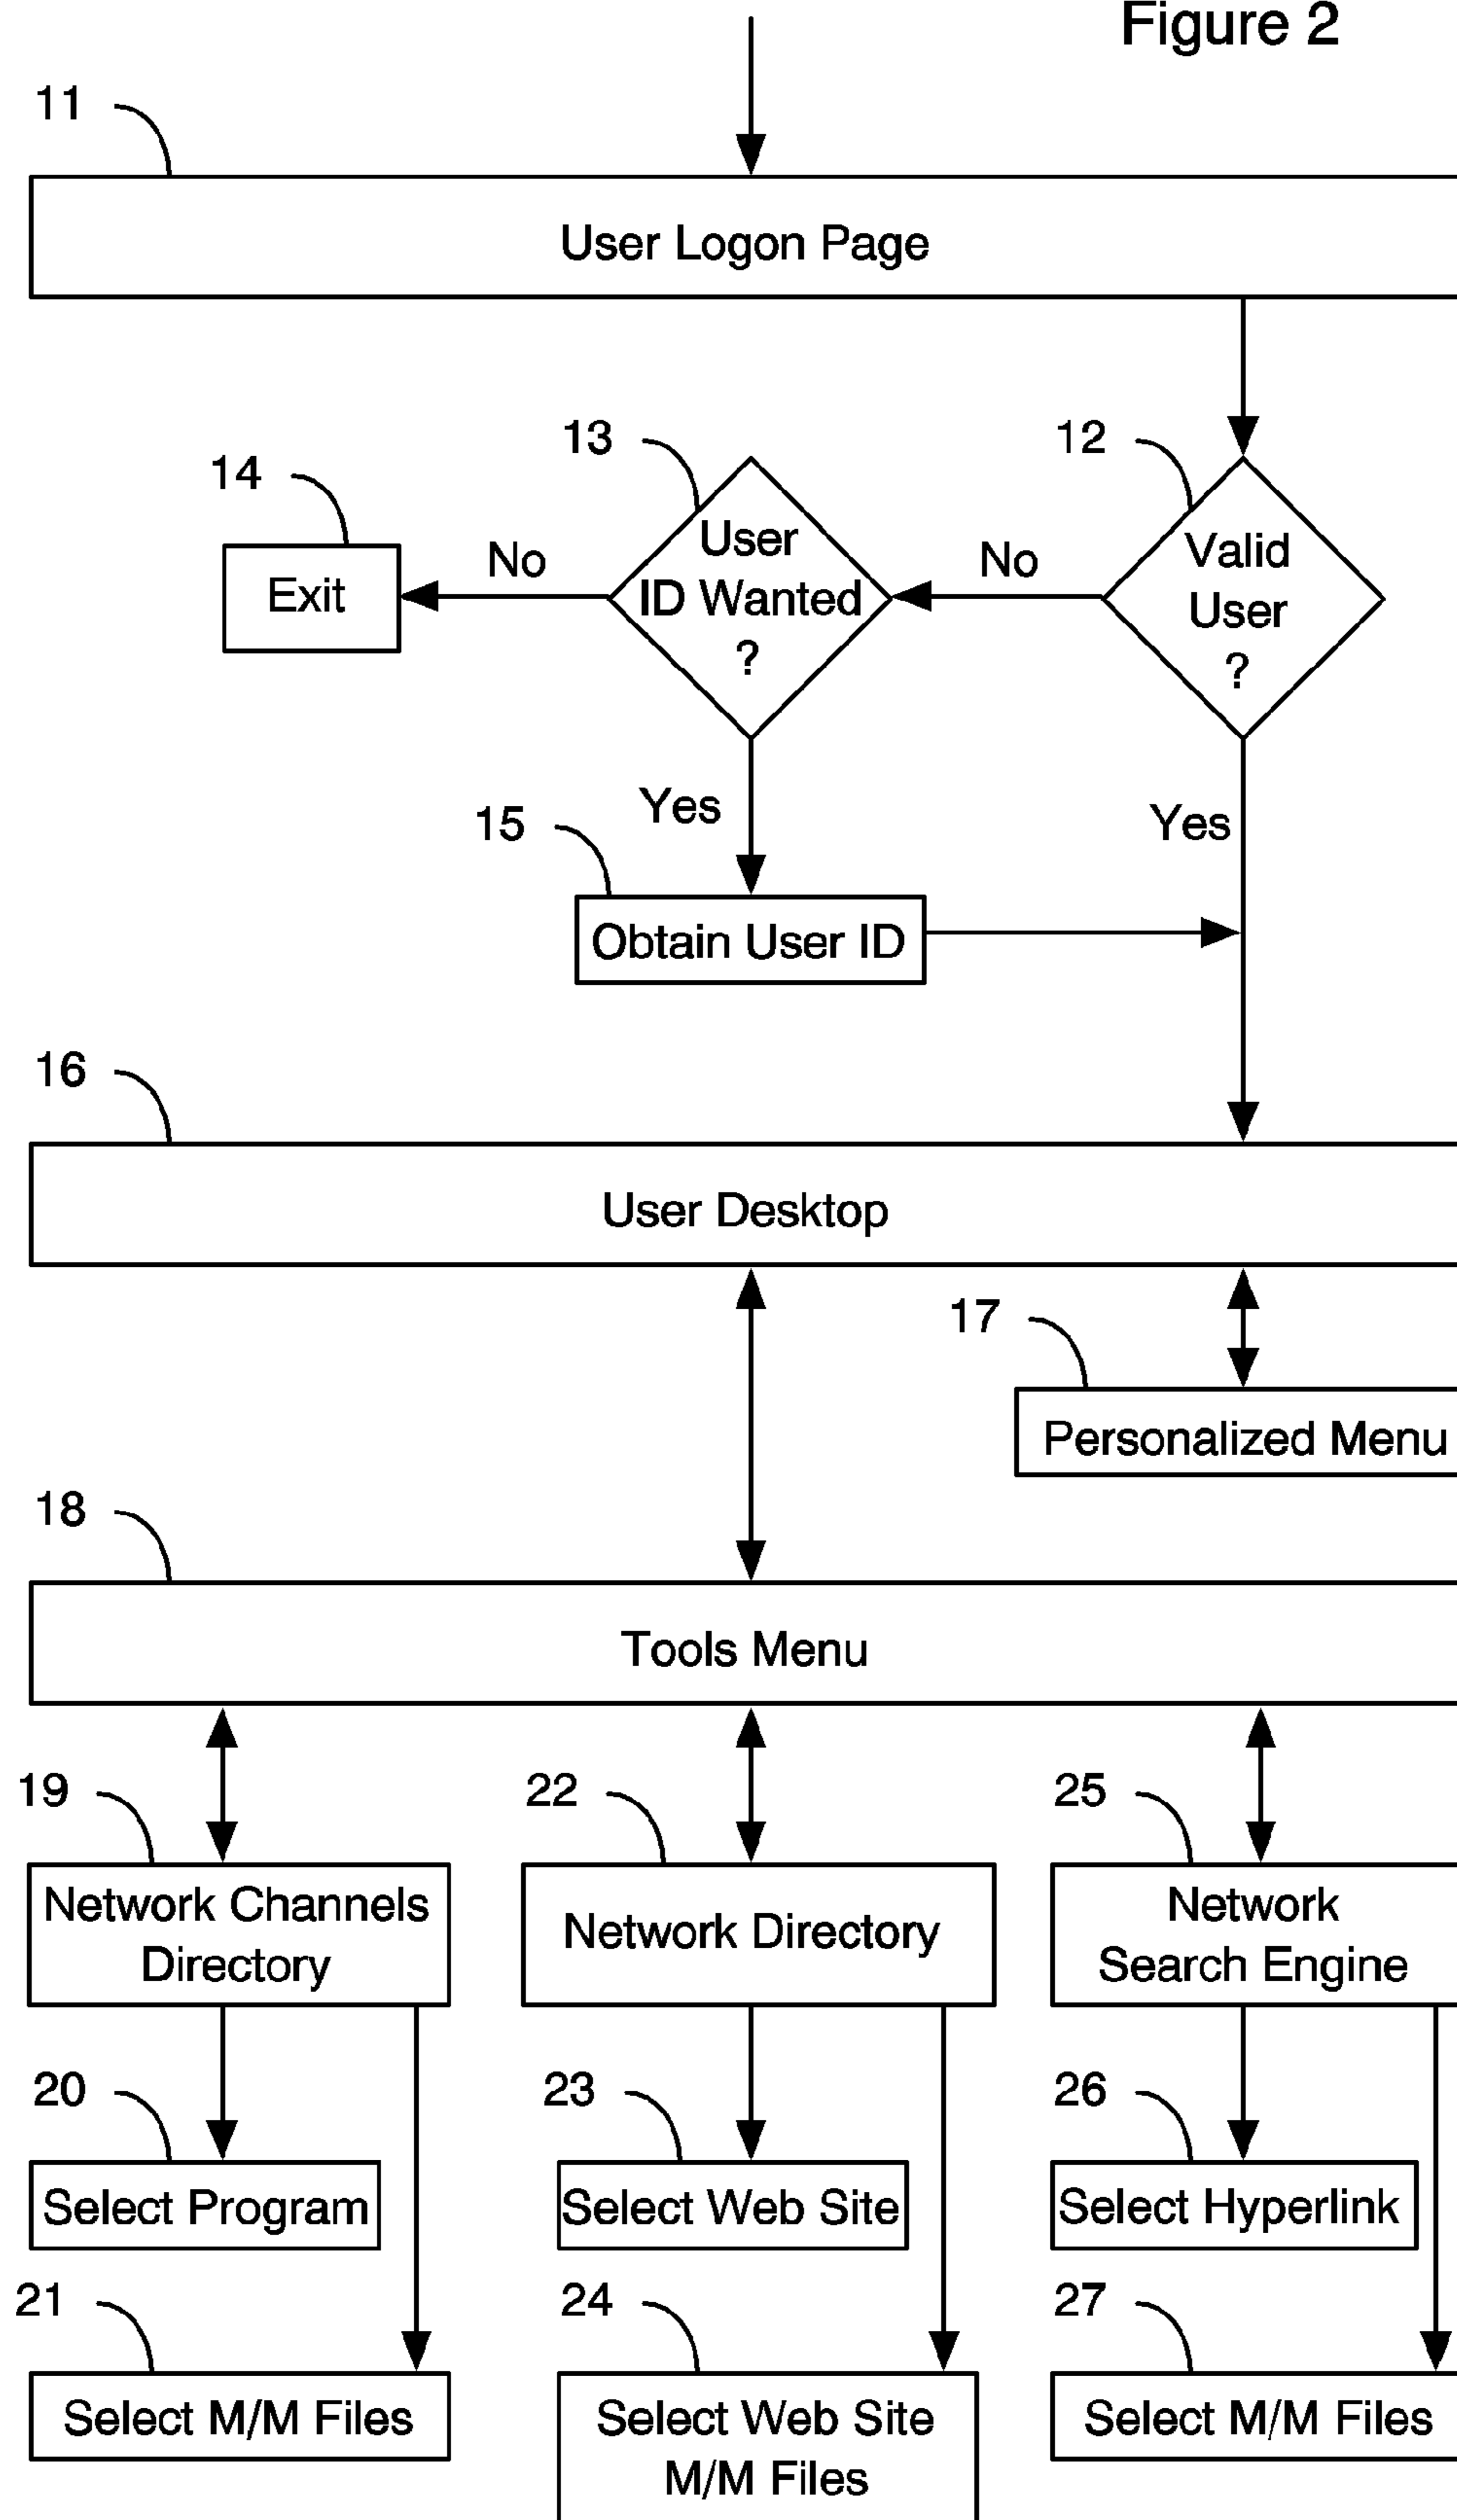 Figure 2
11
User Logon Page
13
12
14
User
ID Wanted
?
Valid
User
?
No
No
Exit
Yes
Yes
15
Obtain User ID
16
User Desktop
17
Personalized Menu
18
Tools Menu
19
22
25
Network Channels
Directory
Network Directory
Network
Search Engine
20
23
26
Select Program
Select Web Site
Select Hyperlink
21
24
27
Select M/M Files
Select Web Site
M/M Files
Select M/M Files